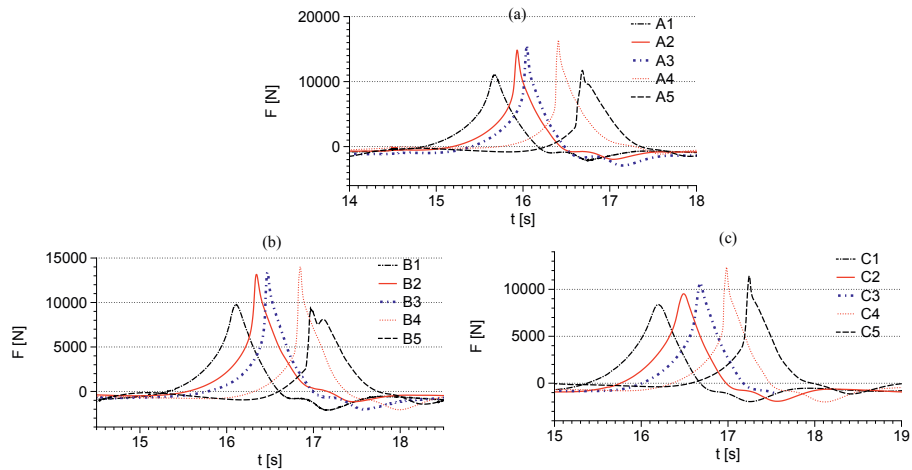 (a)
20000
10000
0
F [N]
14 15 16 17 18
t [s]
A1
A2
A3
A4
A5
(b)
15000
10000
5000
0
F [N]
15 16 17 18
t [s]
B1
B2
B3
B4
B5
(c)
10000
5000
0
F [N]
15 16 17 18 19
t [s]
C1
C2
C3
C4
C5